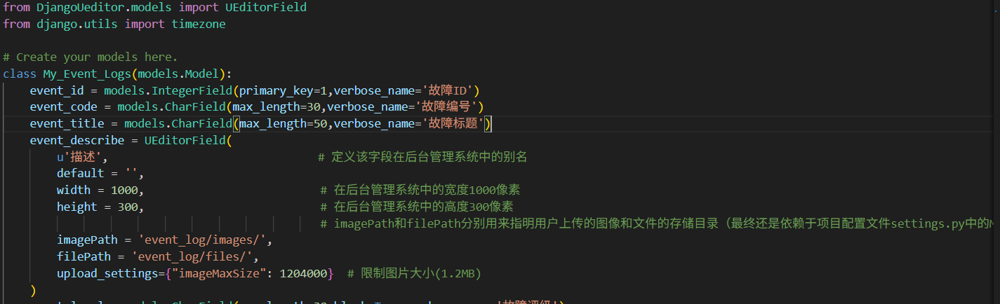 from DjangoUeditor.models import UEditorField
from django.utils import timezone
# Create your models here.
class My_Event_Logs(models.Model):
event_id = models.IntegerField(primary_key=1,verbose_name='故障ID')
event_code = models.CharField(max_length=30,verbose_name='故障编号')
event_title = models.CharField(max_length=50,verbose_name='故障标题')
event_describe = UEditorField(
u'描述', # 定义该字段在后台管理系统中的别名
default = '',
width = 1000, # 在后台管理系统中的宽度1000像素
height = 300, # 在后台管理系统中的高度300像素
# imagePath和filePath分别用来指明用户上传的图像和文件的存储目录（最终还是依赖于项目配置文件settings.py中的M
imagePath = 'event_log/images/',
filePath = 'event_log/files/',
upload_settings={"imageMaxSize": 1204000} # 限制图片大小(1.2MB)
)